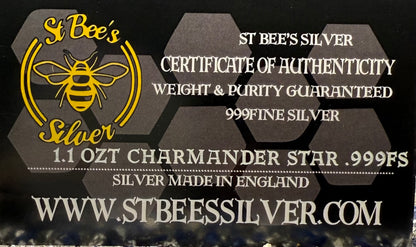 St Bee's
Silver
ST BEE'S SILVER
CERTIFICATE OF AUTHENTICITY
WEIGHT & PURITY GUARANTEED
999FINE SILVER
1.1 OZT CHARMANDER STAR .999FS
SILVER MADE IN ENGLAND
WWW.STBEESSILVER.COM